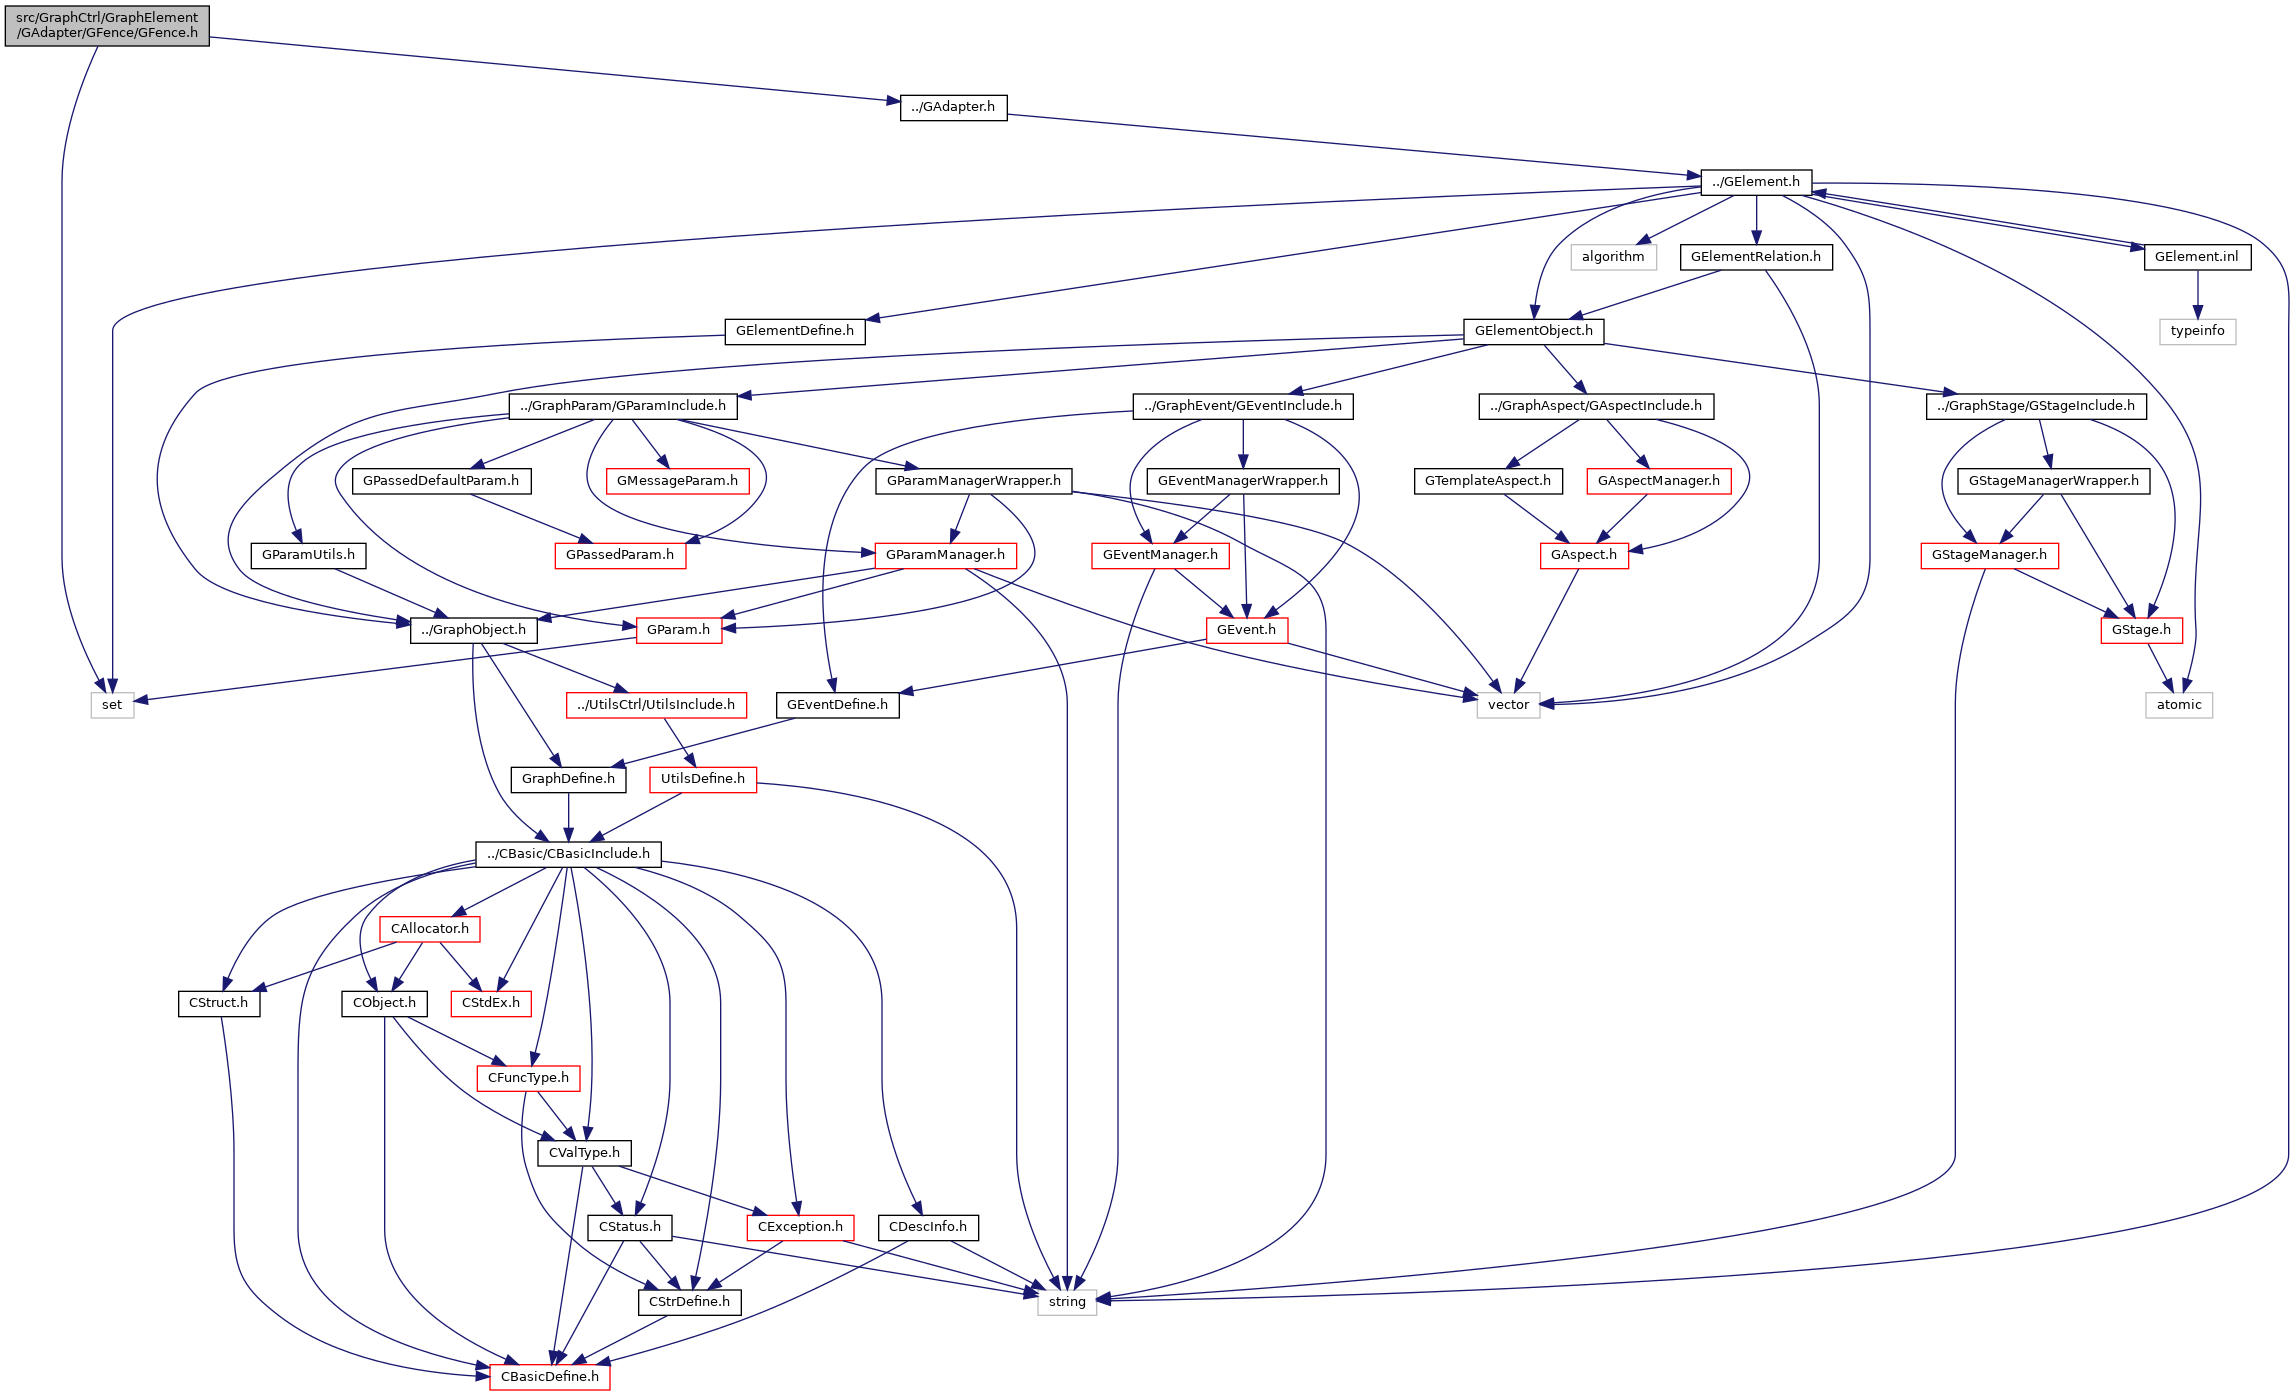 src/GraphCtrl/GraphElement
/GAdapter/GFence/GFence.h
../GAdapter.h
../GElement.h
algorithm
GElementRelation.h
GElement.inl
GElementDefine.h
GElementObject.h
typeinfo
../GraphParam/GParamInclude.h
../GraphEvent/GEventInclude.h
../GraphAspect/GAspectInclude.h
../GraphStage/GStageInclude.h
GPassedDefaultParam.h
GMessageParam.h
GParamManagerWrapper.h
GEventManagerWrapper.h
GTemplateAspect.h
GAspectManager.h
GStageManagerWrapper.h
GParamUtils.h
GPassedParam.h
GParamManager.h
GEventManager.h
GAspect.h
GStageManager.h
../GraphObject.h
GParam.h
GEvent.h
GStage.h
set
../UtilsCtrl/UtilsInclude.h
GEventDefine.h
vector
atomic
GraphDefine.h
UtilsDefine.h
../CBasic/CBasicInclude.h
CAllocator.h
CStruct.h
CObject.h
CStdEx.h
CFuncType.h
CValType.h
CStatus.h
CException.h
CDescInfo.h
CStrDefine.h
string
CBasicDefine.h